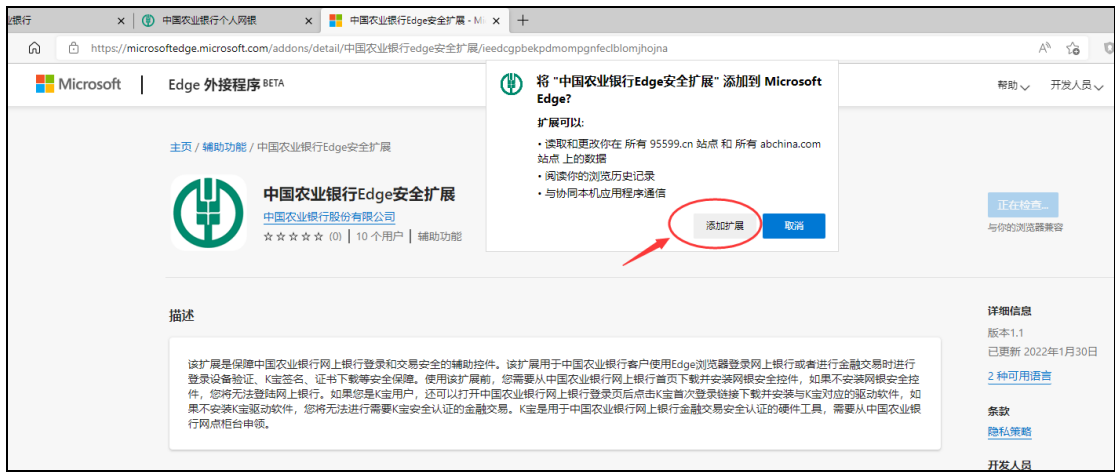 业银行
中国农业银行个人网银
中国农业银行Edge安全扩展 - Mi
https://microsoftedge.microsoft.com/addons/detail/中国农业银行edge安全扩展/ieedcgpbekpdmompgnfeclblomjhojna
Microsoft
Edge 外接程序 BETA
帮助
开发人员
将 "中国农业银行Edge安全扩展" 添加到 Microsoft
Edge?
扩展可以:
• 读取和更改你在 所有 95599.cn 站点 和 所有 abchina.com
站点 上的数据
• 阅读你的浏览历史记录
• 与协同本机应用程序通信
添加扩展
取消
主页 / 辅助功能 / 中国农业银行Edge安全扩展
中国农业银行Edge安全扩展
中国农业银行股份有限公司
(0) | 10 个用户 | 辅助功能
正在检查...
与你的浏览器兼容
描述
该扩展是保障中国农业银行网上银行登录和交易安全的辅助控件。该扩展用于中国农业银行客户使用Edge浏览器登录网上银行或者进行金融交易时进行
登录设备验证、K宝签名、证书下载等安全保障。使用该扩展前，您需要从中国农业银行网上银行首页下载并安装网银安全控件，如果不安装网银安全控
件，您将无法登陆网上银行。如果您是K宝用户，还可以打开中国农业银行网上银行登录页后点击K宝首次登录链接下载并安装与K宝对应的驱动软件，如
果不安装K宝驱动软件，您将无法进行需要K宝安全认证的金融交易。K宝是用于中国农业银行网上银行金融交易安全认证的硬件工具，需要从中国农业银
行网点柜台申领。
详细信息
版本1.1
已更新 2022年1月30日
2 种可用语言
条款
隐私策略
开发人员